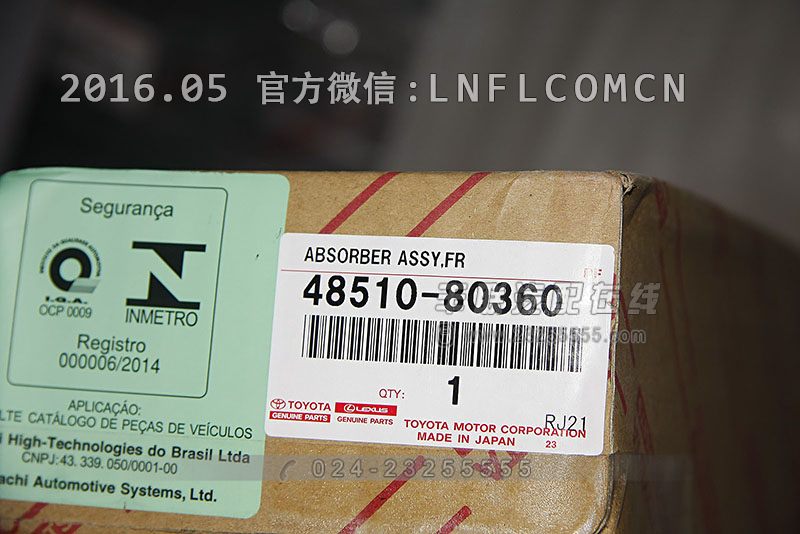 2016.05 官方微信:LNFLCOMCN
Segurança
I.Q.A.
OCP 0009
INMETRO
Registro
000006/2014
APLICAÇÃO:
LTE CATÁLOGO DE PEÇAS DE VEÍCULOS
i High-Technologies do Brasil Ltda
CNPJ: 43. 339. 050/0001-00
achi Automotive Systems, Ltd.
ABSORBER ASSY,FR
48510-80360
QTY: 1
TOYOTA
GENUINE PARTS
LEXUS
GENUINE PARTS
RJ21
TOYOTA MOTOR CORPORATION
MADE IN JAPAN 23
024-23255555